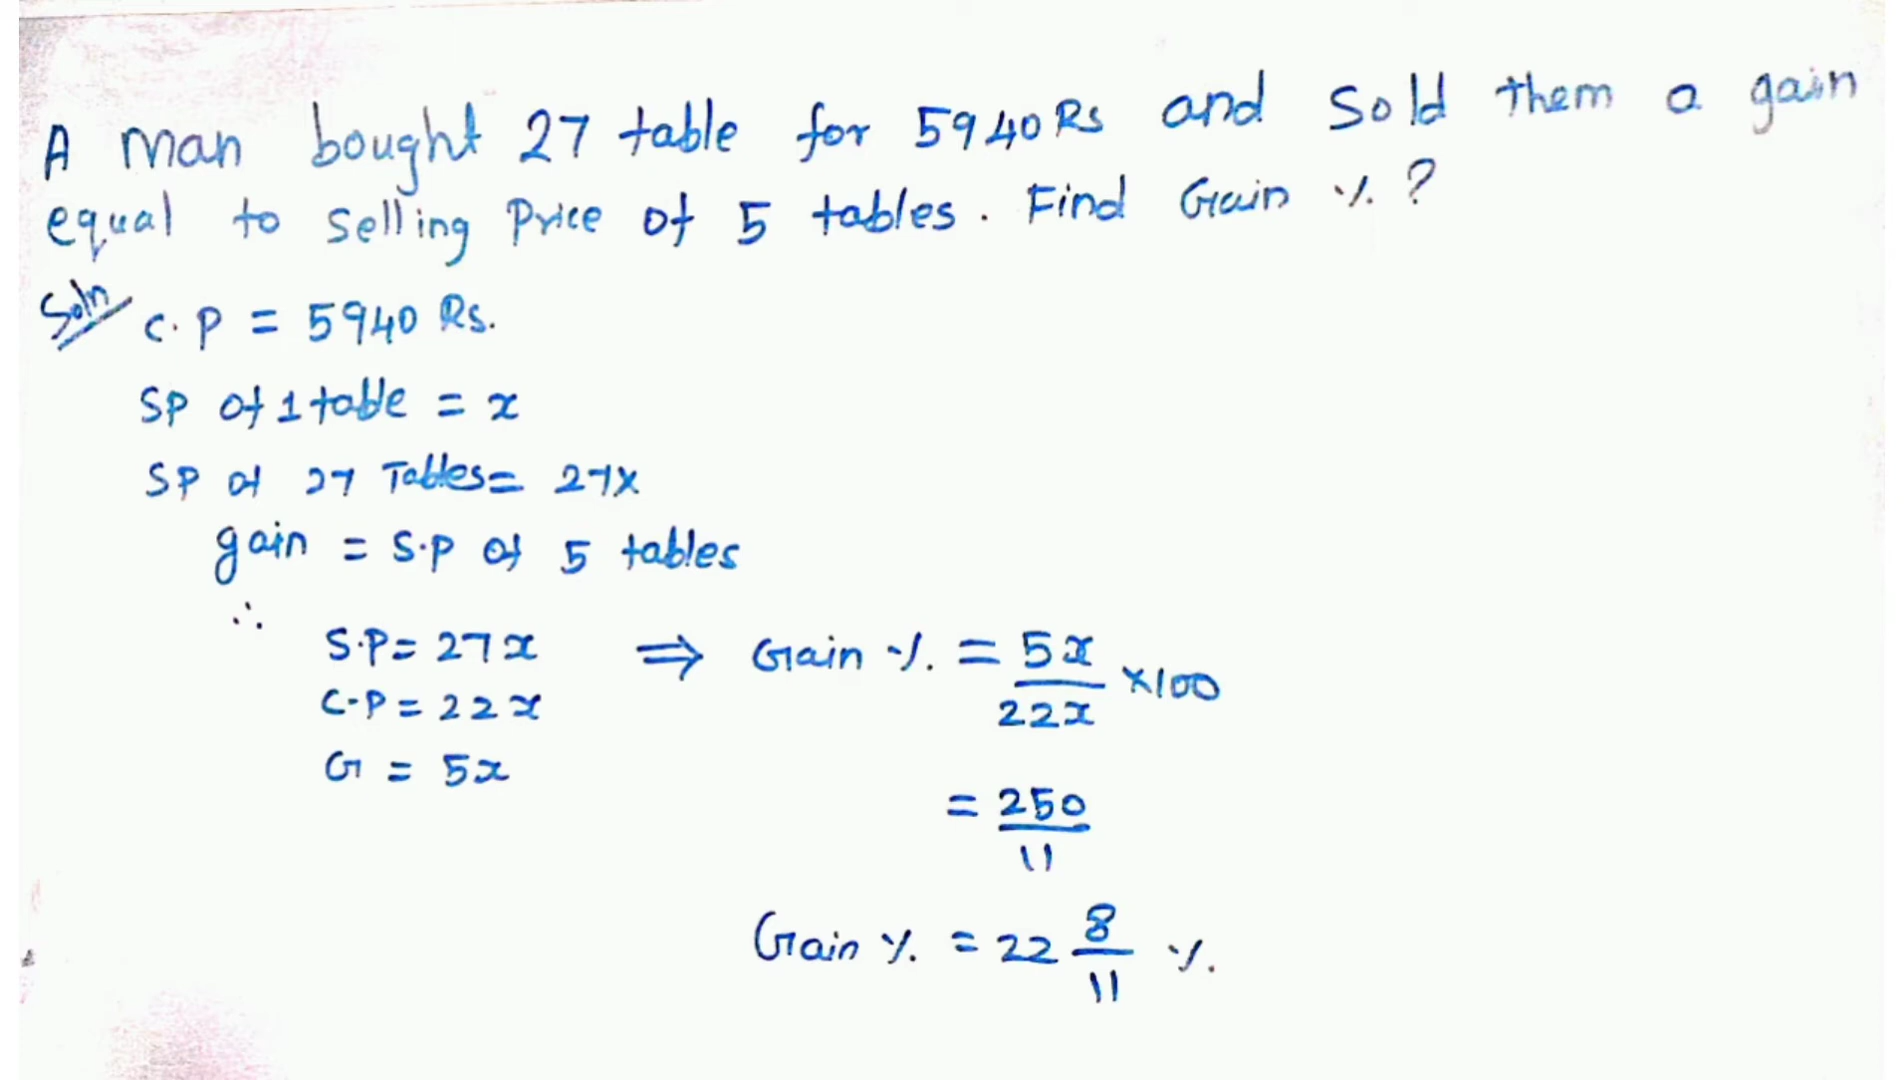 A man bought 27 table for 5940 Rs and Sold them a gain
equal to selling Price of 5 tables. Find Gain %?
Soln C.P = 5940 Rs.
SP of 1 table = x
SP of 27 Tables = 27x
gain = S.P of 5 tables
∴ S.P = 27x ⇒ Gain % = 5x/22x ×100
C.P = 22x
G = 5x
= 250/11
Gain % = 22 8/11 %.